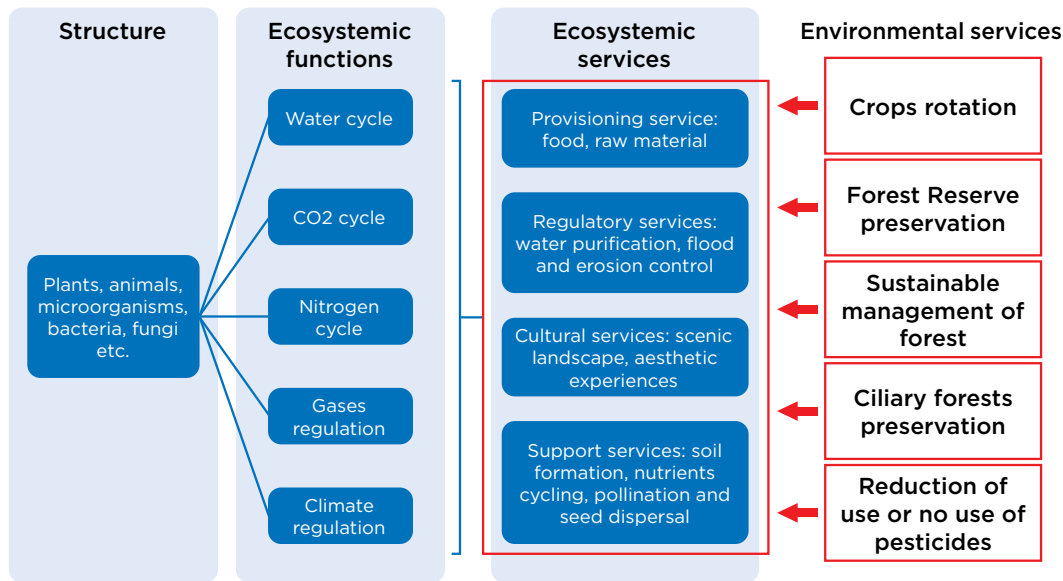 Structure
Plants, animals,
microorganisms,
bacteria, fungi
etc.
Ecosystemic
functions
Water cycle
CO2 cycle
Nitrogen
cycle
Gases
regulation
Climate
regulation
Ecosystemic
services
Provisioning service:
food, raw material
Regulatory services:
water purification, flood
and erosion control
Cultural services: scenic
landscape, aesthetic
experiences
Support services: soil
formation, nutrients
cycling, pollination and
seed dispersal
Environmental services
Crops rotation
Forest Reserve
preservation
Sustainable
management of
forest
Ciliary forests
preservation
Reduction of
use or no use of
pesticides